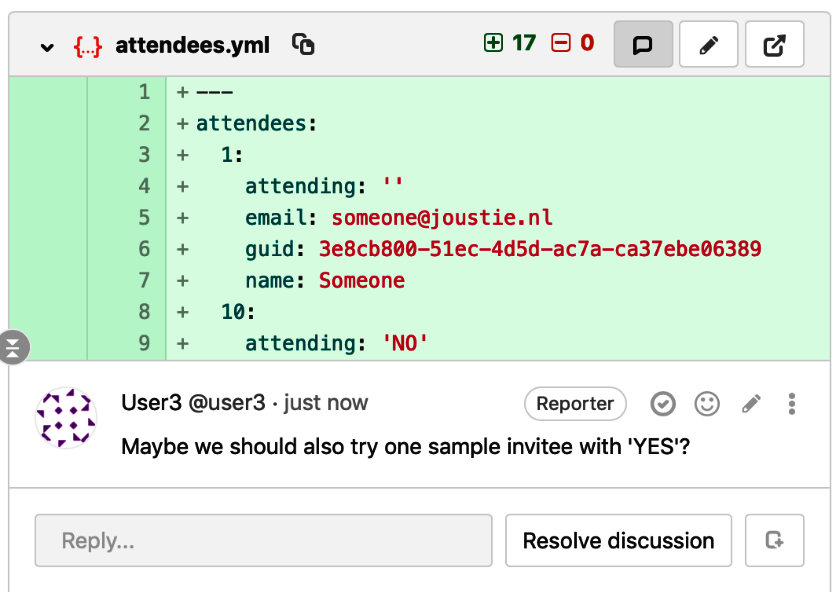 {...} attendees.yml 17 0
1 + ---
2 + attendees:
3 +   1:
4 +     attending: ''
5 +     email: someone@joustie.nl
6 +     guid: 3e8cb800-51ec-4d5d-ac7a-ca37ebe06389
7 +     name: Someone
8 +   10:
9 +     attending: 'NO'
User3 @user3 · just now Reporter
Maybe we should also try one sample invitee with 'YES'?
Reply... Resolve discussion